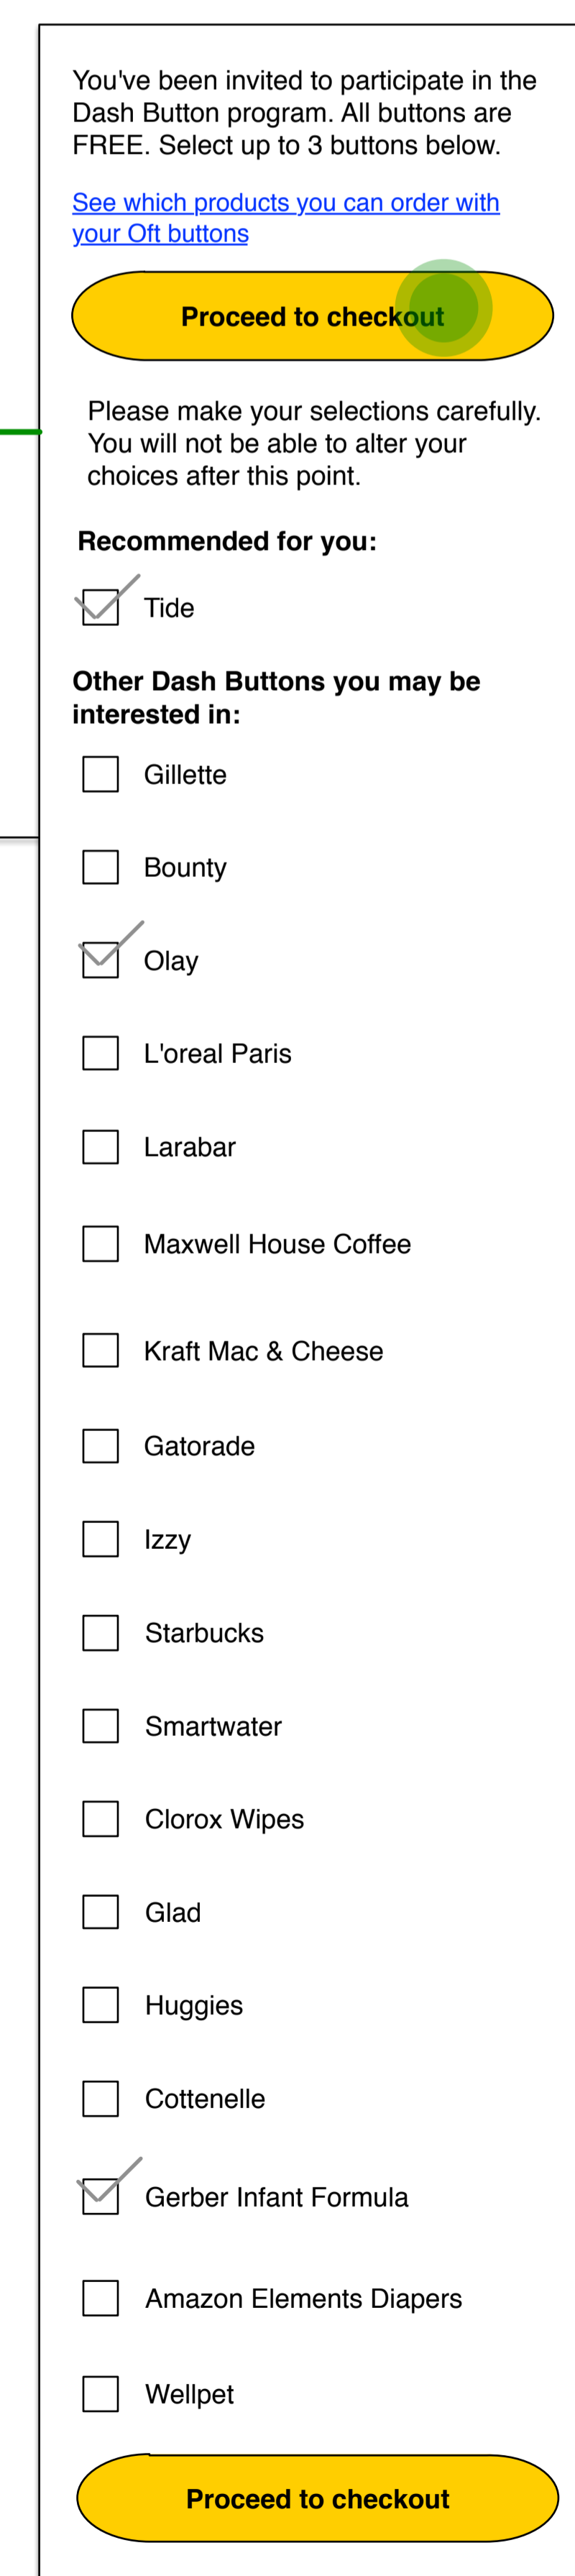 You've been invited to participate in the
Dash Button program. All buttons are
FREE. Select up to 3 buttons below.
See which products you can order with
your Oft buttons
Proceed to checkout
Please make your selections carefully.
You will not be able to alter your
choices after this point.
Recommended for you:
Tide
Other Dash Buttons you may be
interested in:
Gillette
Bounty
Olay
L'oreal Paris
Larabar
Maxwell House Coffee
Kraft Mac & Cheese
Gatorade
Izzy
Starbucks
Smartwater
Clorox Wipes
Glad
Huggies
Cottenelle
Gerber Infant Formula
Amazon Elements Diapers
Wellpet
Proceed to checkout